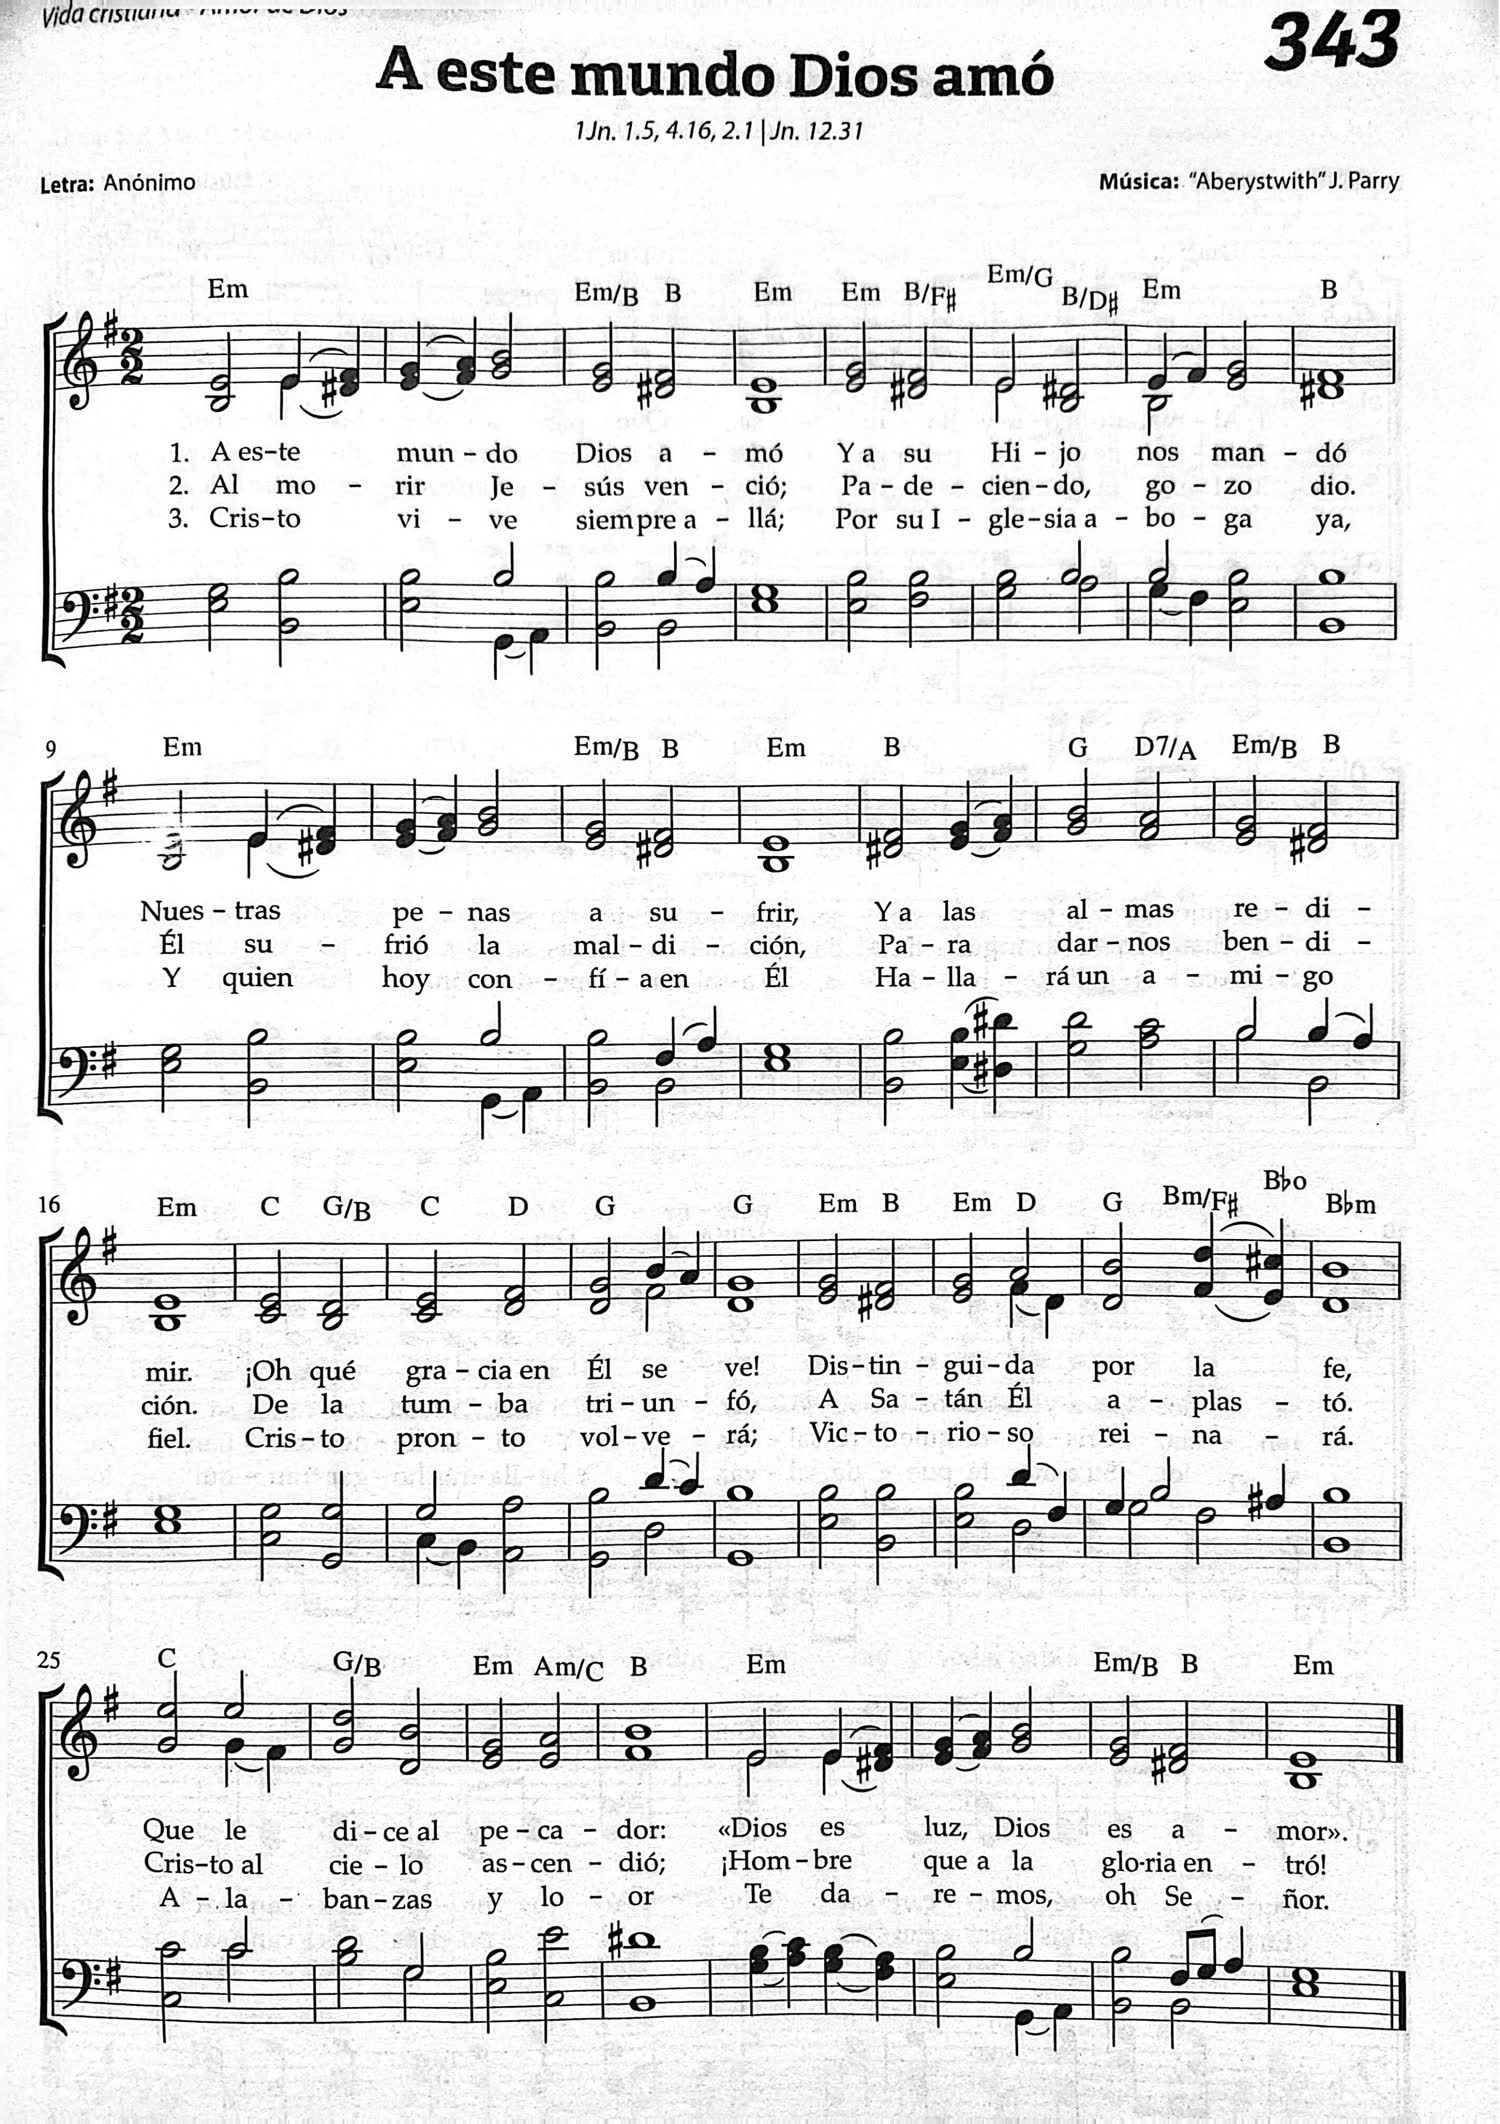 Vida cristiana - Amor de Dios
343
A este mundo Dios amó
1Jn. 1.5, 4.16, 2.1 | Jn. 12.31
Letra: Anónimo
Música: "Aberystwith" J. Parry
Em Em/B B Em Em B/F# Em/G B/D# Em B
1. A es-te mun - do Dios a - mó Y a su Hi - jo nos man - dó
2. Al mo - rir Je - sús ven - ció; Pa - de - cien - do, go - zo dio.
3. Cris-to vi - ve siempre a - llá; Por su I - gle-sia a - bo - ga ya,
9 Em Em/B B Em B G D7/A Em/B B
Nues - tras pe - nas a su - frir, Y a las al - mas re - di -
Él su - frió la mal - di - ción, Pa - ra dar - nos ben - di -
Y quien hoy con - fí - a en Él Ha - lla - rá un a - mi - go
16 Em C G/B C D G G Em B Em D G Bm/F# B♭o B♭m
mir. ¡Oh qué gra - cia en Él se ve! Dis - tin - gui - da por la fe,
ción. De la tum - ba tri - un - fó, A Sa - tán Él a - plas - tó.
fiel. Cris - to pron - to vol - ve - rá; Vic - to - rio - so rei - na - rá.
25 C G/B Em Am/C B Em Em/B B Em
Que le di - ce al pe - ca - dor: «Dios es luz, Dios es a - mor».
Cris-to al cie - lo as - cen - dió; ¡Hom - bre que a la glo-ria en - tró!
A - la - ban - zas y lo - or Te da - re - mos, oh Se - ñor.